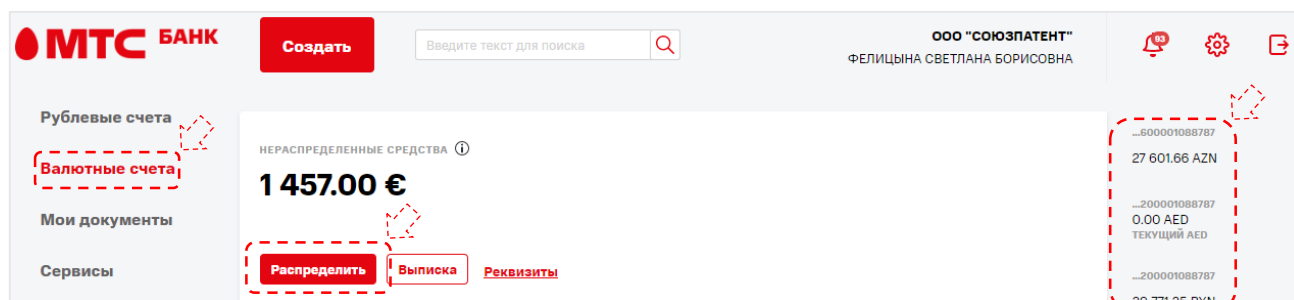 МТС БАНК
Создать
Введите текст для поиска
ООО "СОЮЗПАТЕНТ"
ФЕЛИЦЫНА СВЕТЛАНА БОРИСОВНА
93
Рублевые счета
Валютные счета
Мои документы
Сервисы
НЕРАСПРЕДЕЛЕННЫЕ СРЕДСТВА
1 457.00 €
Распределить
Выписка
Реквизиты
...600001088787
27 601.66 AZN
...200001088787
0.00 AED
ТЕКУЩИЙ AED
...200001088787